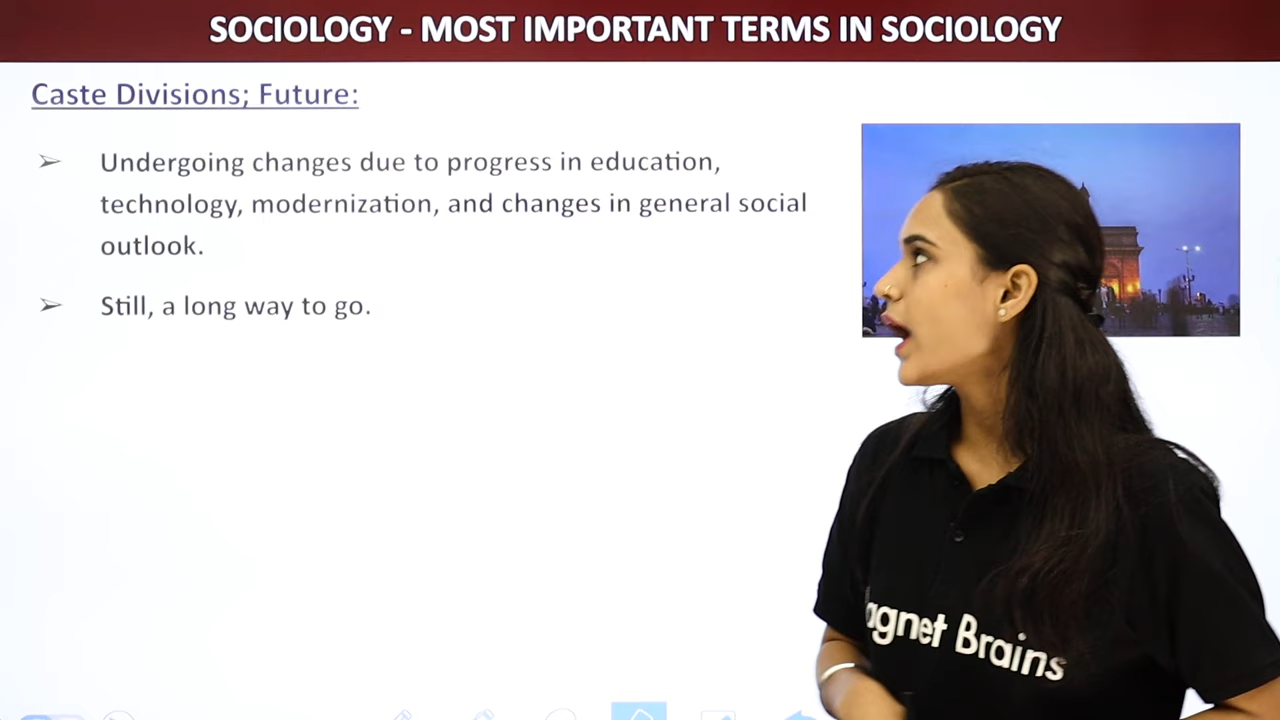 SOCIOLOGY - MOST IMPORTANT TERMS IN SOCIOLOGY
Caste Divisions; Future:
➢ Undergoing changes due to progress in education,
technology, modernization, and changes in general social
outlook.
➢ Still, a long way to go.
agnet Brains